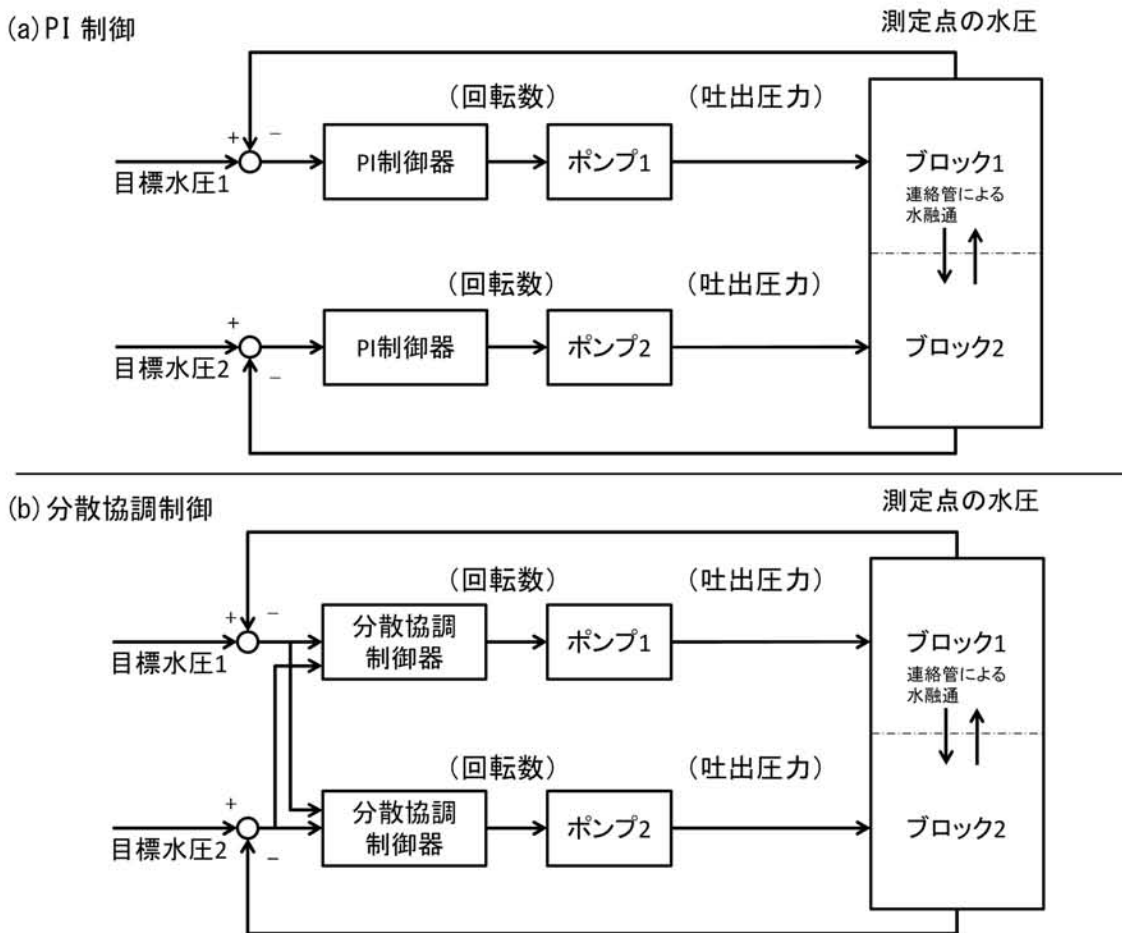 (a)PI 制御
測定点の水圧
(回転数)
(吐出圧力)
+
−
目標水圧1
PI制御器
ポンプ1
ブロック1
連絡管による
水融通
(回転数)
(吐出圧力)
+
−
目標水圧2
PI制御器
ポンプ2
ブロック2
(b)分散協調制御
測定点の水圧
(回転数)
(吐出圧力)
+
−
目標水圧1
分散協調
制御器
ポンプ1
ブロック1
連絡管による
水融通
(回転数)
(吐出圧力)
+
−
目標水圧2
分散協調
制御器
ポンプ2
ブロック2